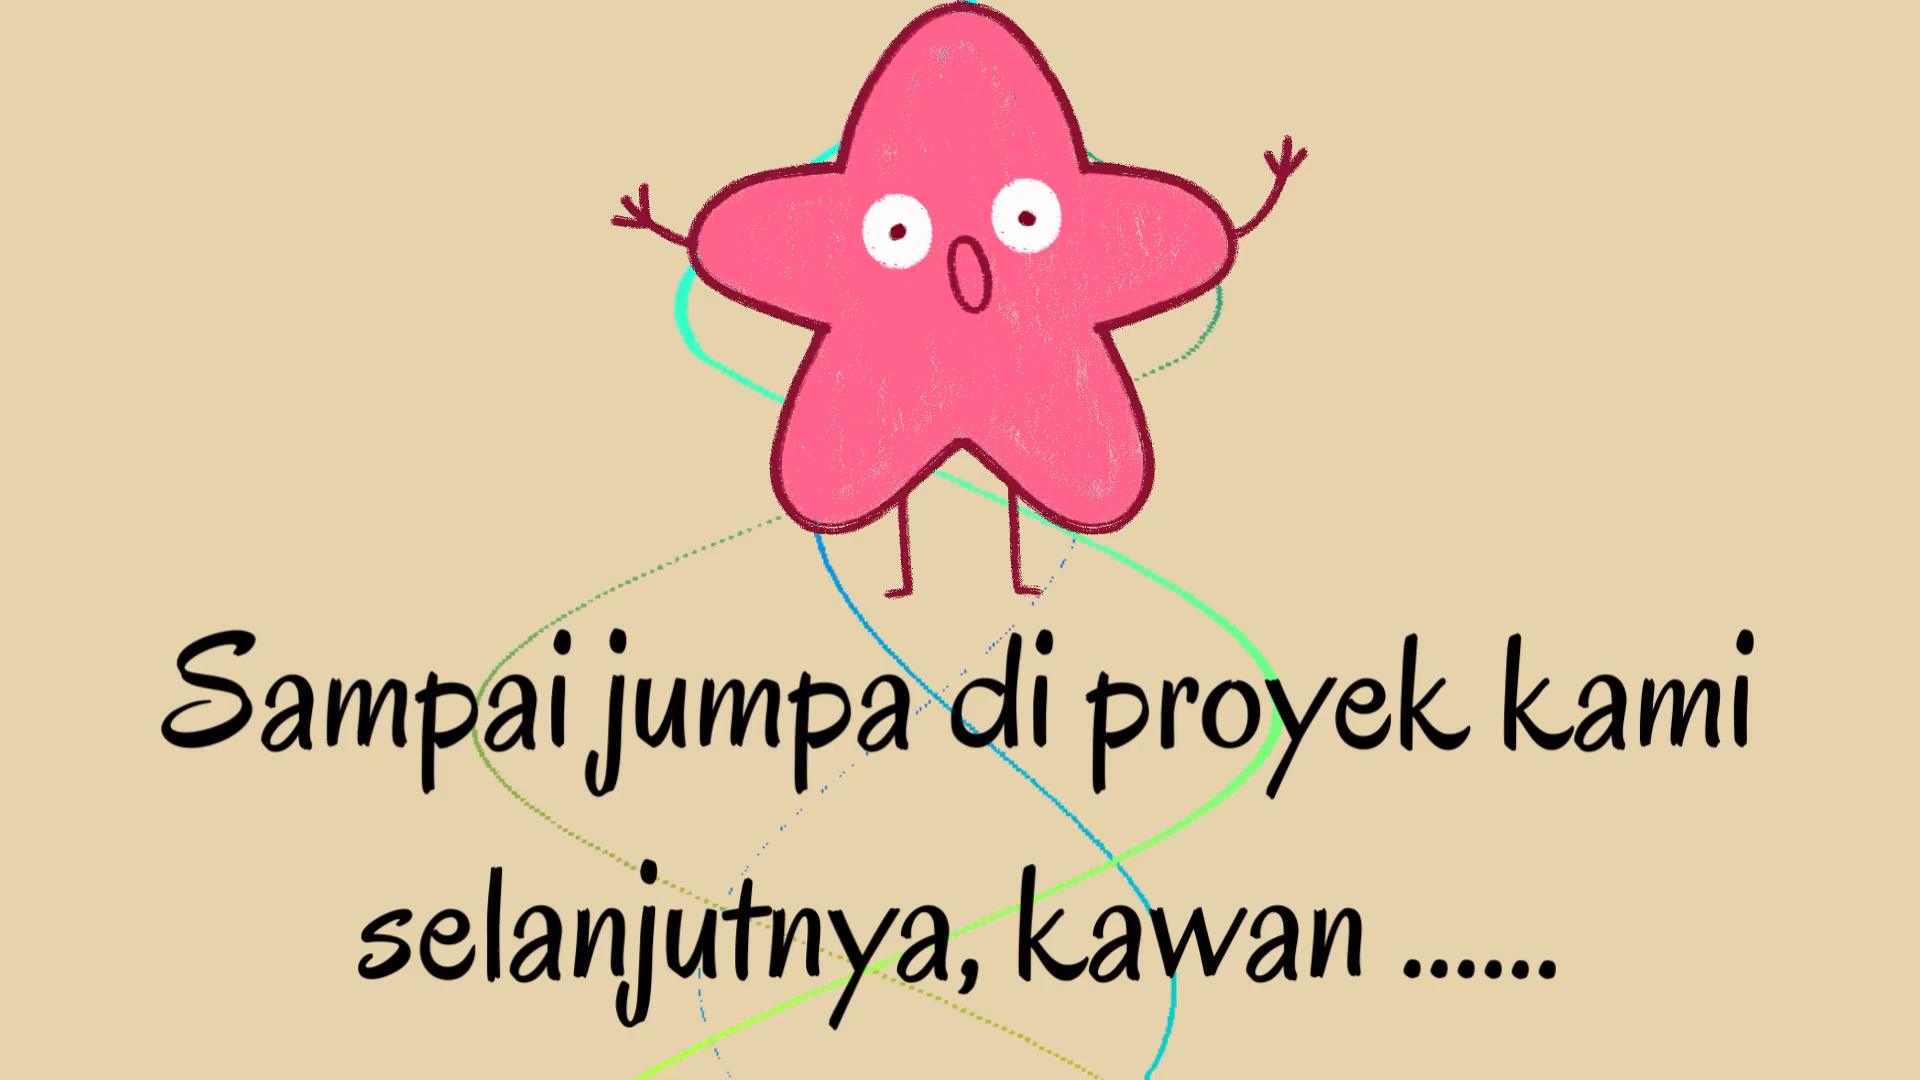 Sampai jumpa di proyek kami
selanjutnya, kawan ......